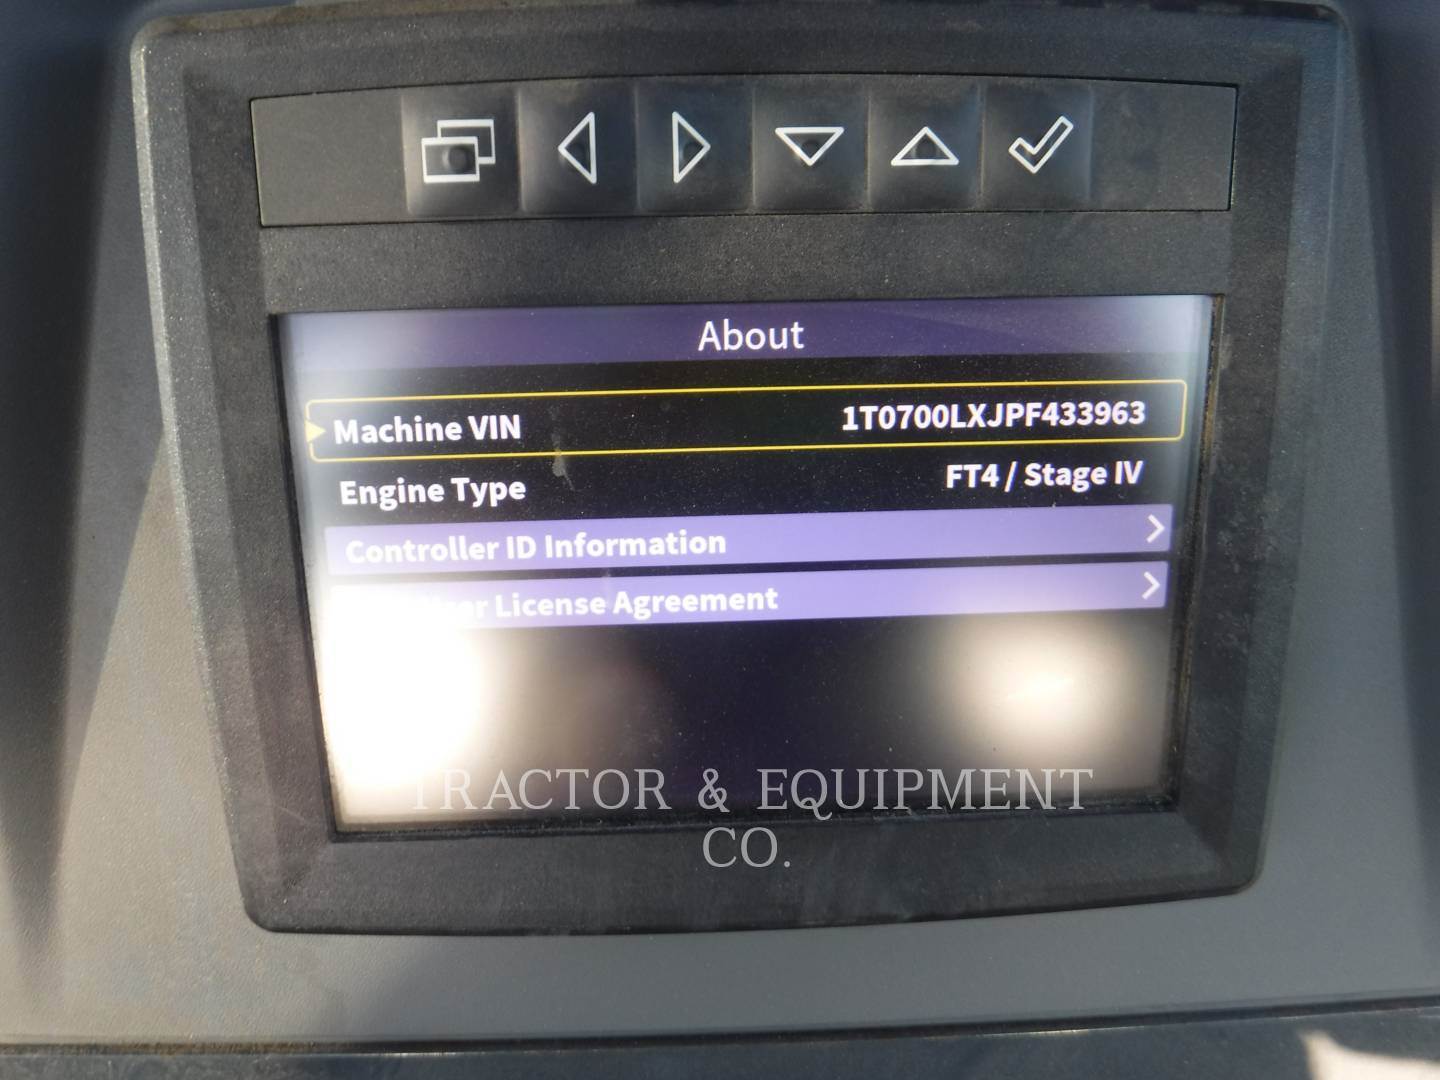 About
Machine VIN 1T0700LXJPF433963
Engine Type FT4 / Stage IV
Controller ID Information
License Agreement
TRACTOR & EQUIPMENT
CO.